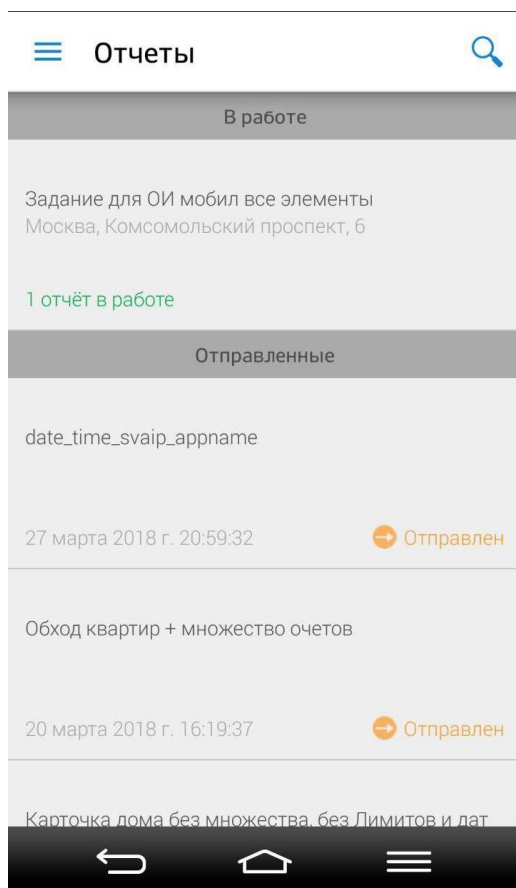 Отчеты
В работе
Задание для ОИ мобил все элементы
Москва, Комсомольский проспект, 6
1 отчёт в работе
Отправленные
date_time_svaip_appname
27 марта 2018 г. 20:59:32
Отправлен
Обход квартир + множество очетов
20 марта 2018 г. 16:19:37
Отправлен
Карточка дома без множества, без Лимитов и дат